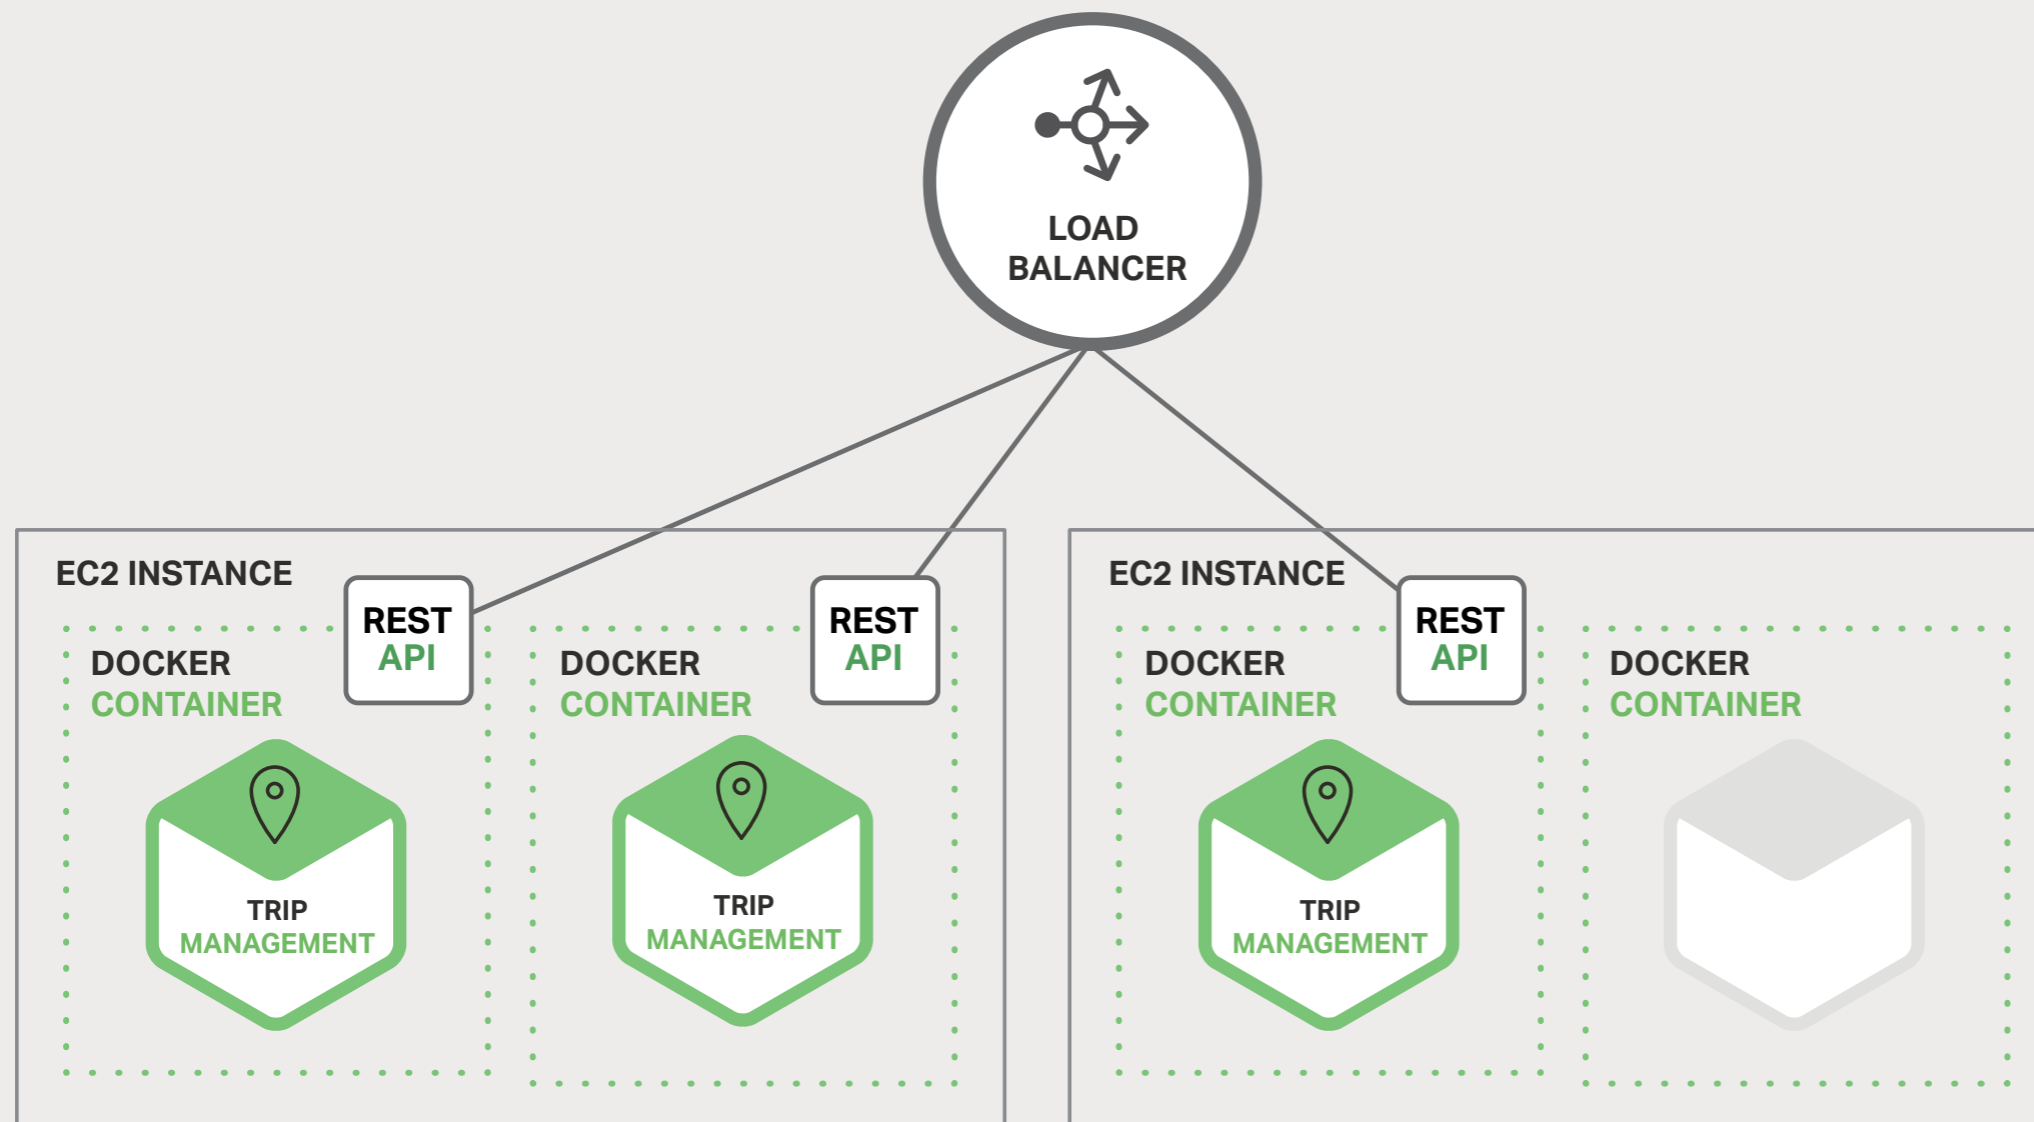 LOAD
BALANCER
EC2 INSTANCE
REST
API
DOCKER
CONTAINER
TRIP
MANAGEMENT
REST
API
DOCKER
CONTAINER
TRIP
MANAGEMENT
EC2 INSTANCE
REST
API
DOCKER
CONTAINER
TRIP
MANAGEMENT
DOCKER
CONTAINER